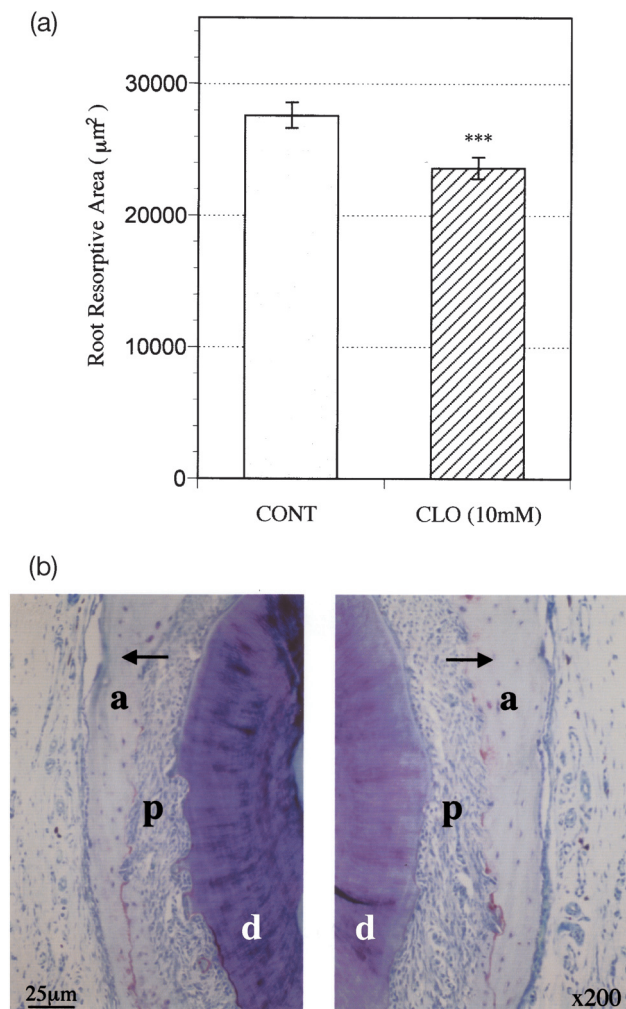 (a)
Root Resorptive Area ( μm² )
30000
20000
10000
0
***
CONT
CLO (10mM)
(b)
a
p
d
25μm
a
p
d
x200